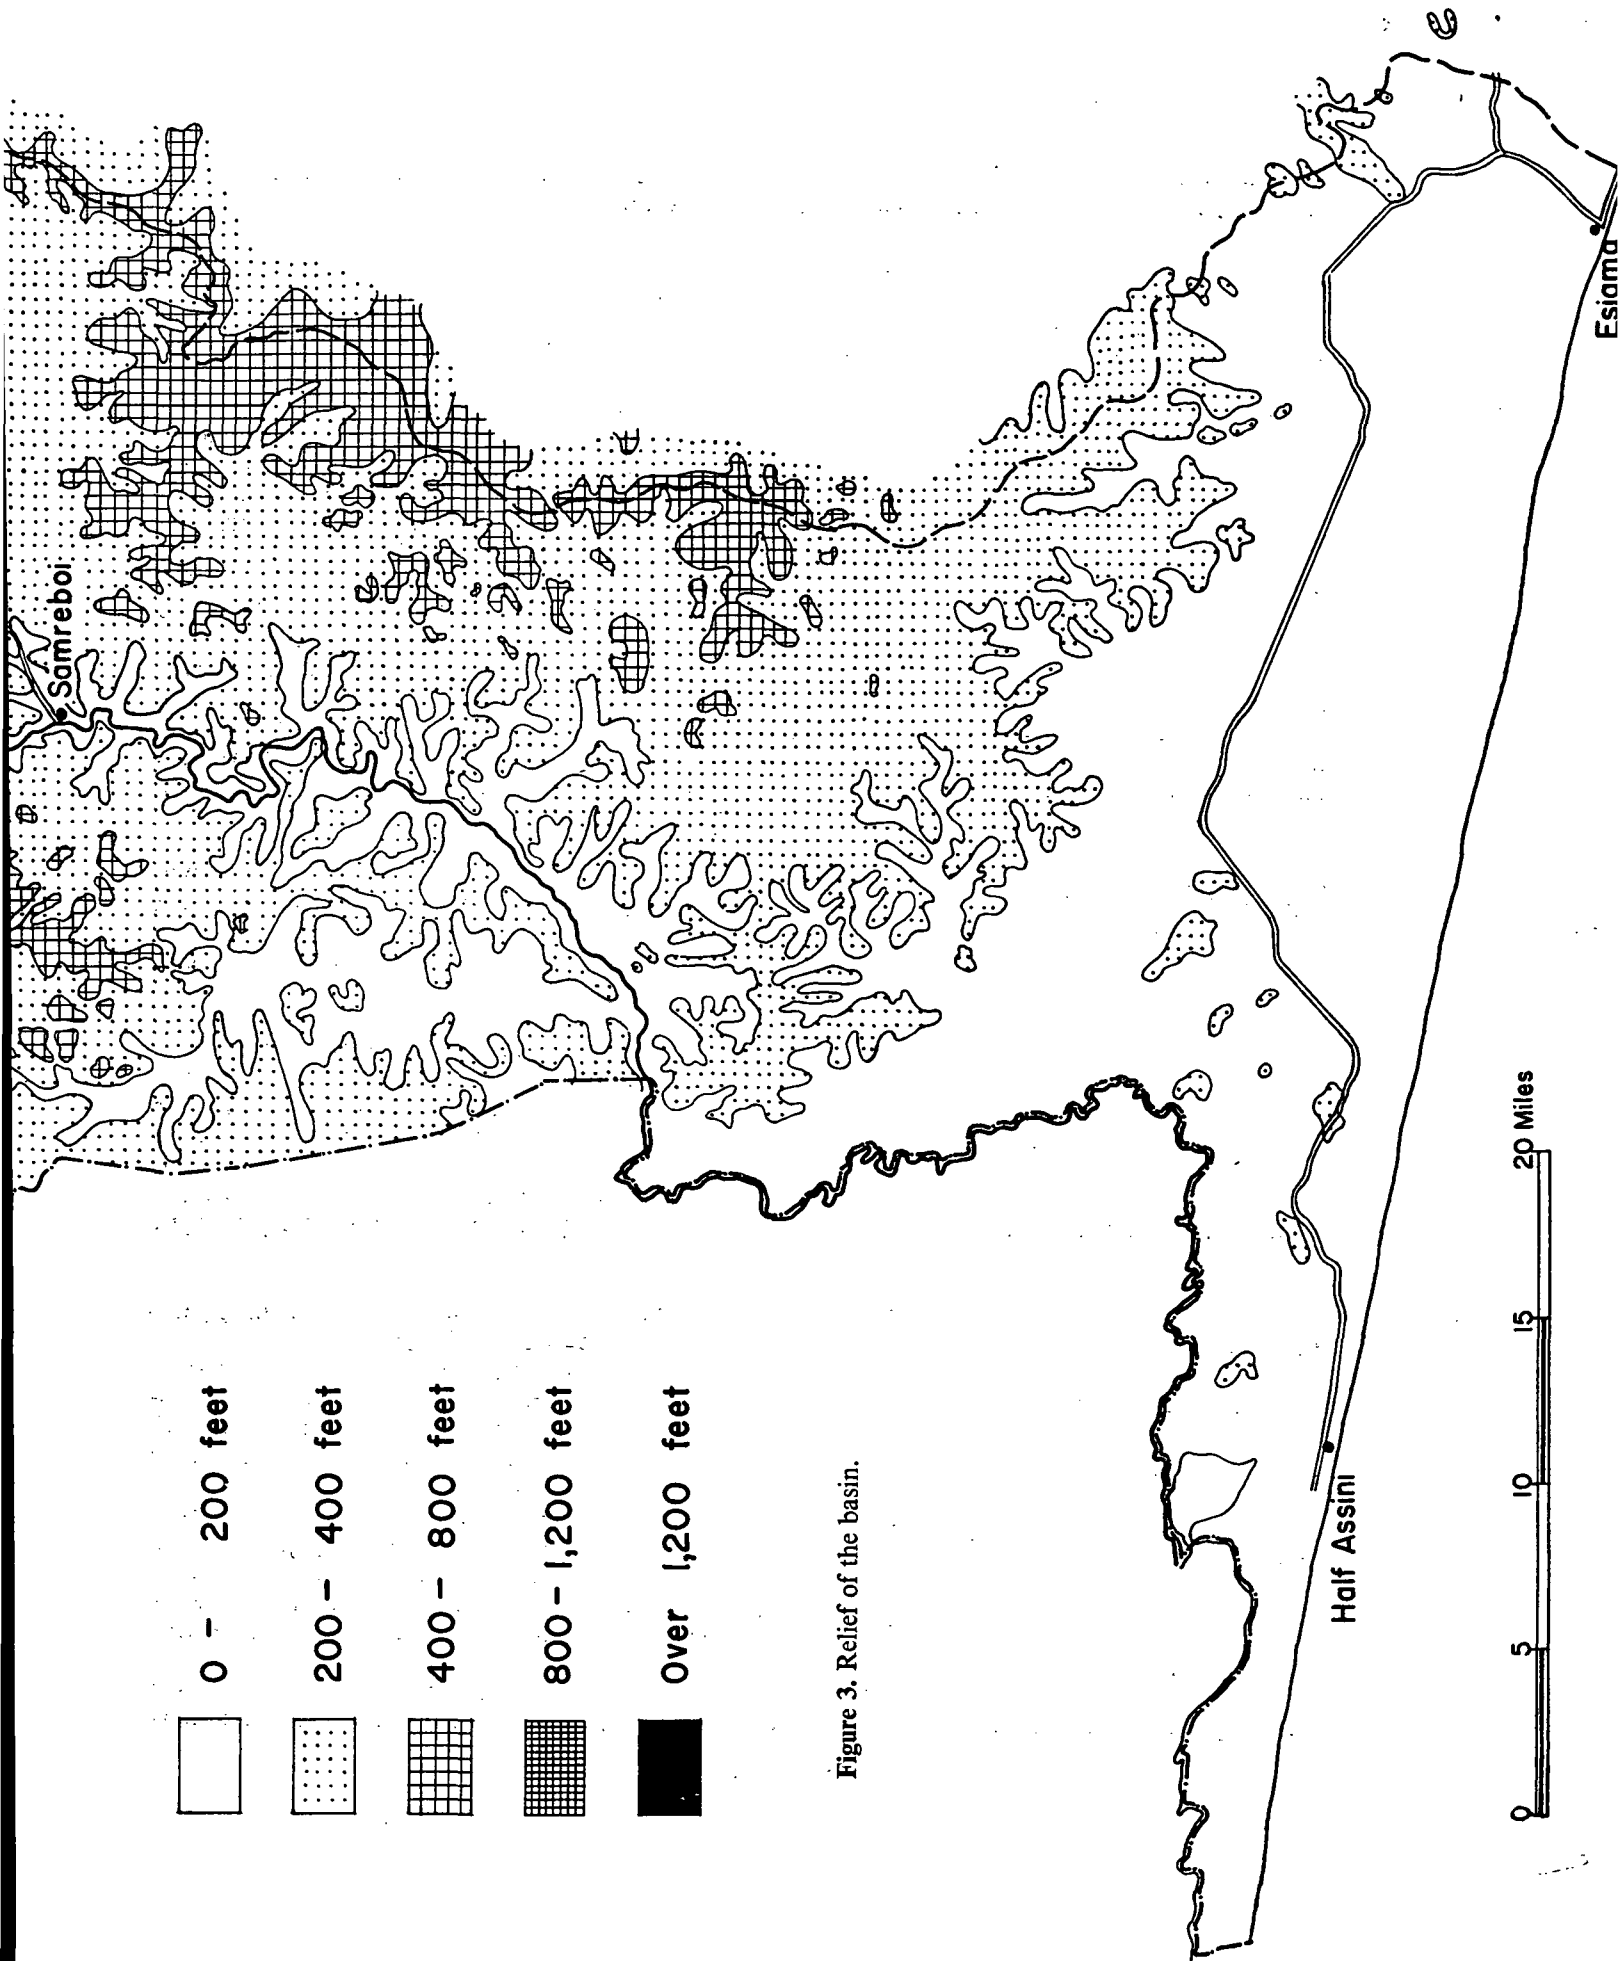 Samreboi
0 - 200 feet
200 - 400 feet
400 - 800 feet
800 - 1,200 feet
Over 1,200 feet
Figure 3. Relief of the basin.
Half Assini
Esiama
0 5 10 15 20 Miles